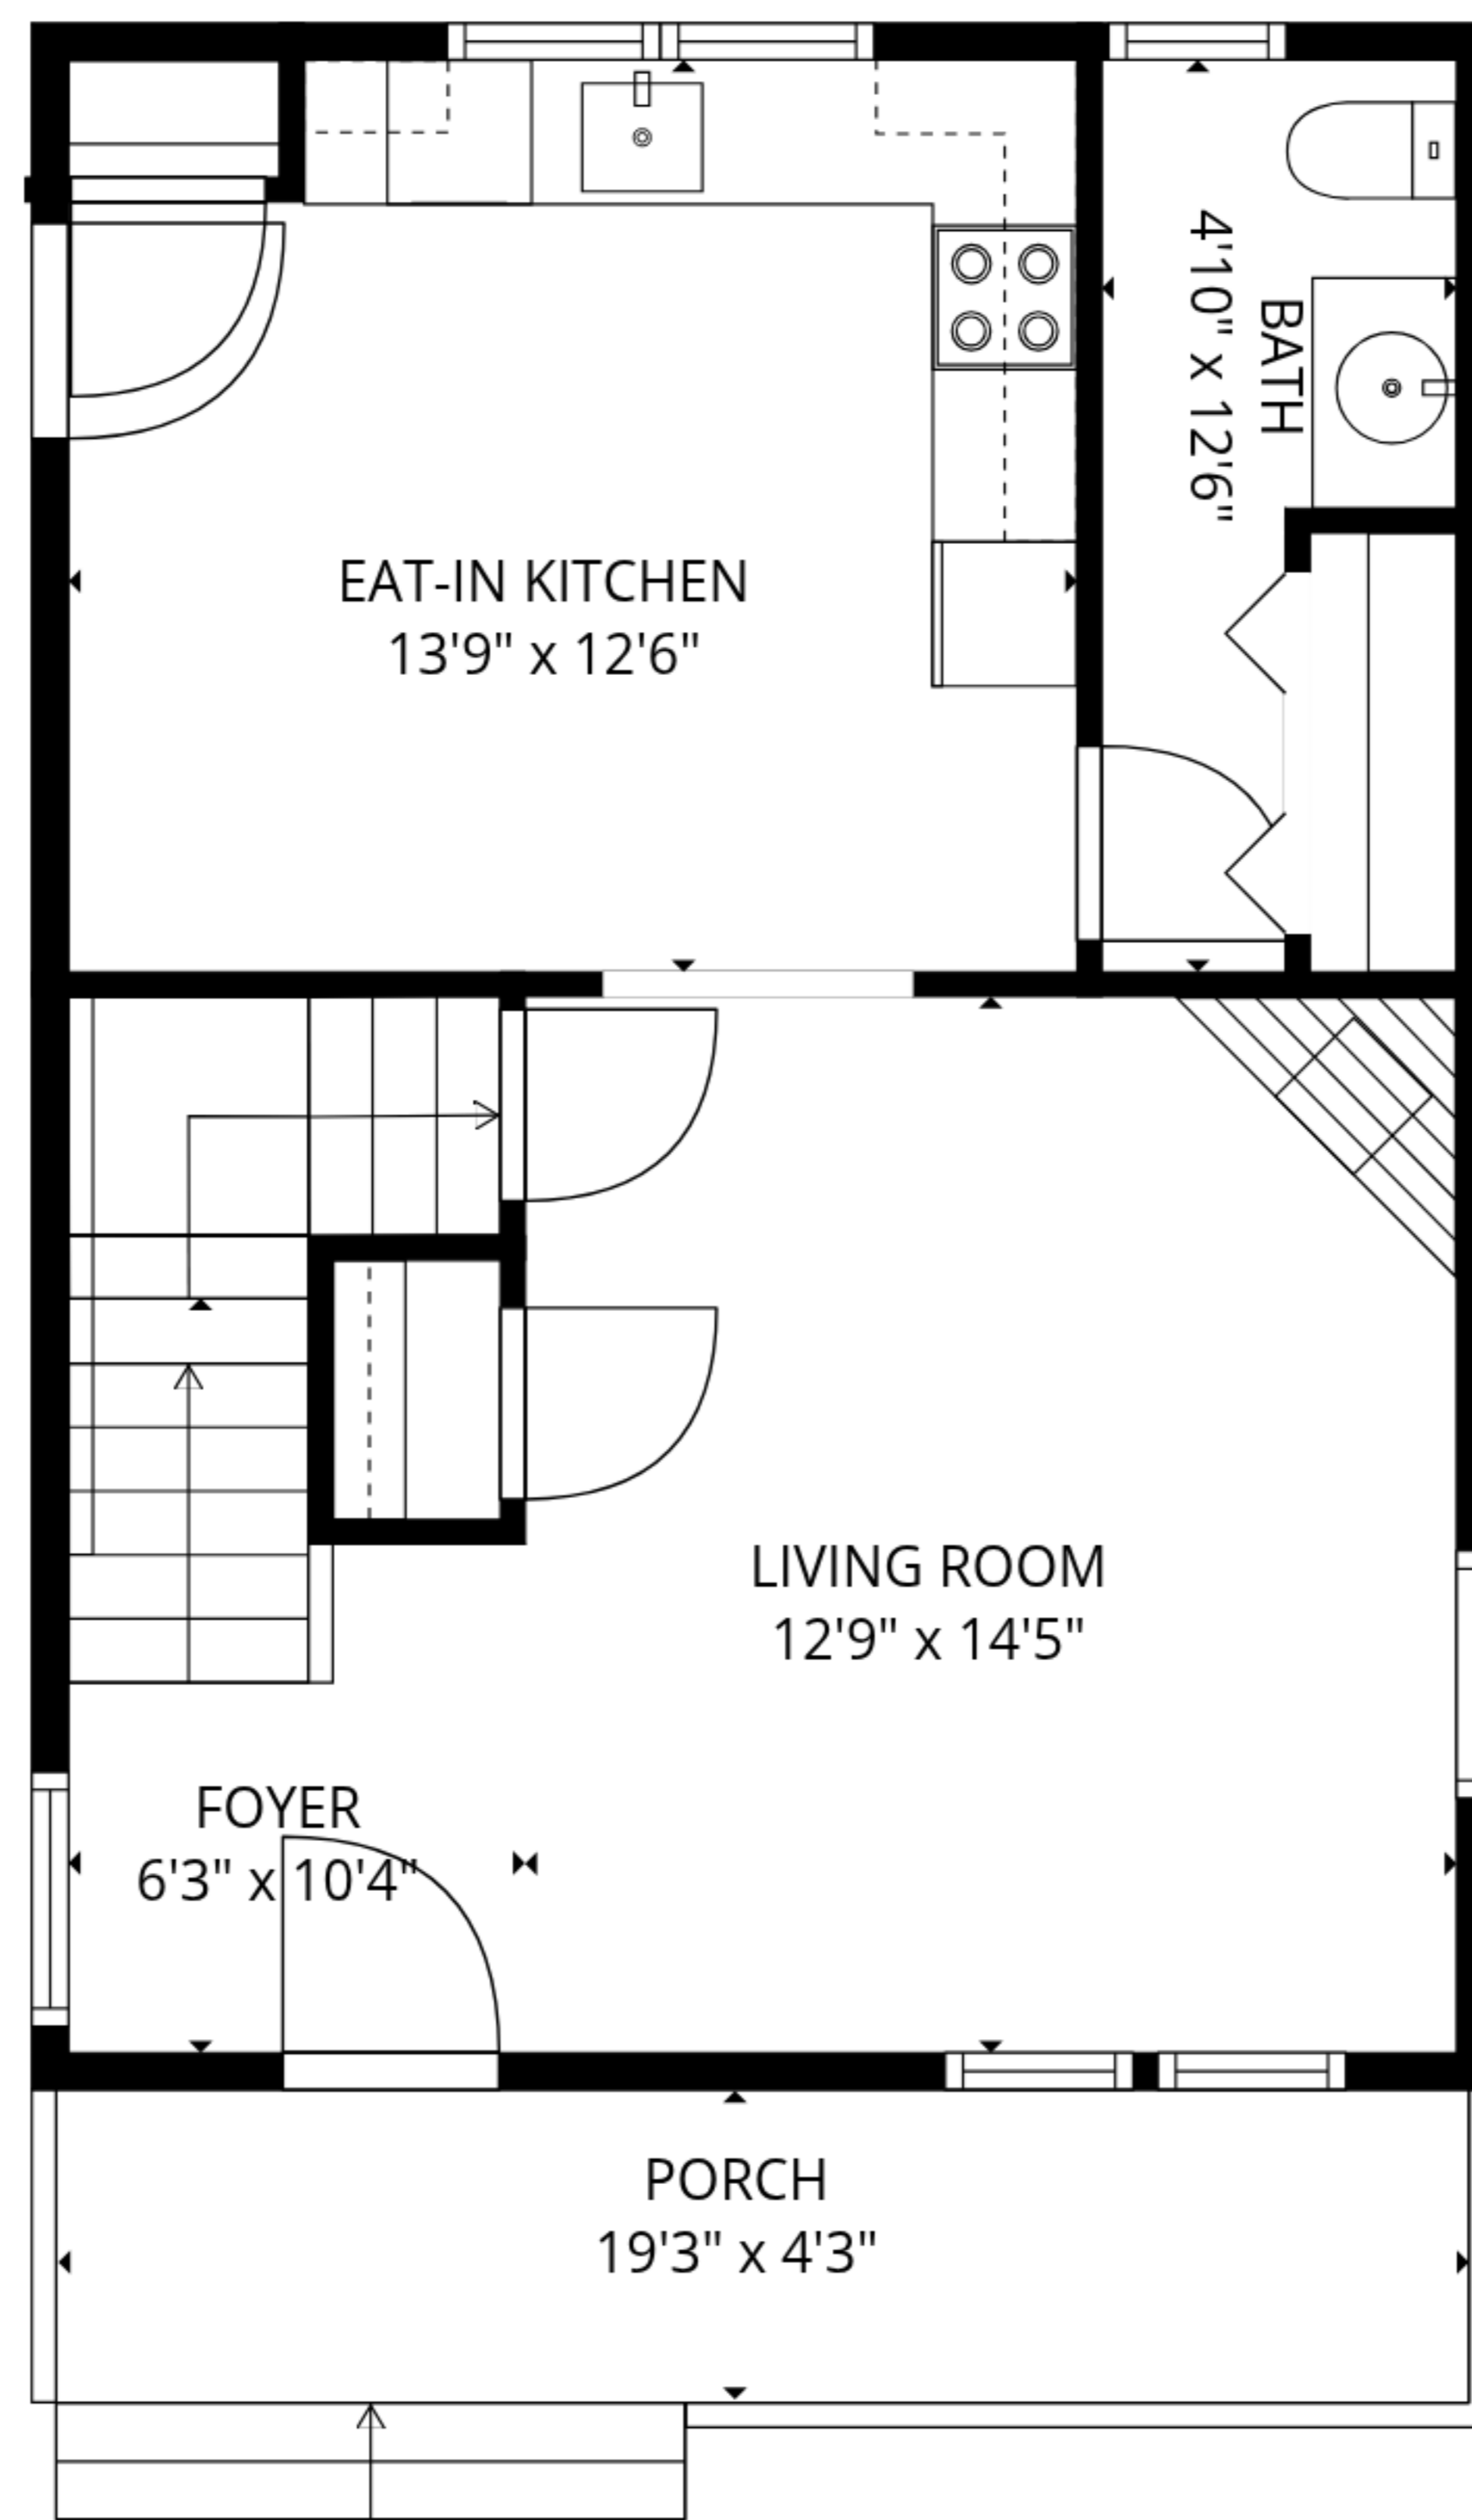 BATH
4'10" x 12'6"
EAT-IN KITCHEN
13'9" x 12'6"
LIVING ROOM
12'9" x 14'5"
FOYER
6'3" x 10'4"
PORCH
19'3" x 4'3"